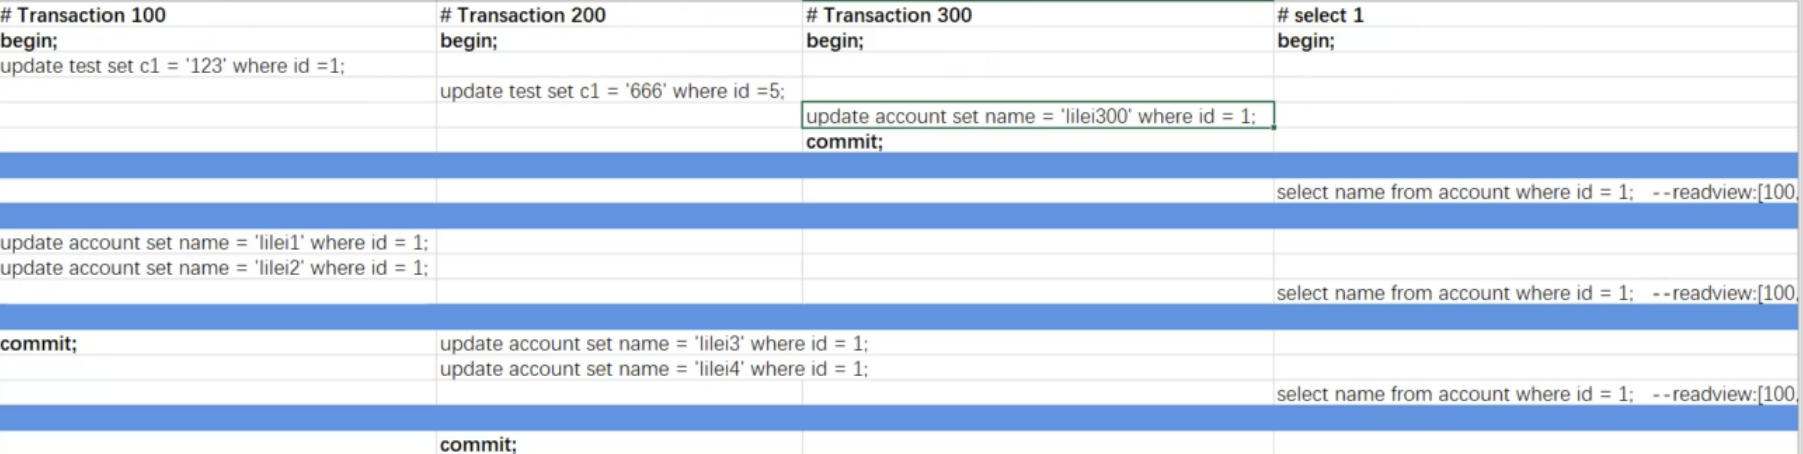 # Transaction 100 # Transaction 200 # Transaction 300 # select 1
begin; begin; begin; begin;
update test set c1 = '123' where id =1;
update test set c1 = '666' where id =5;
update account set name = 'lilei300' where id = 1;
commit;
select name from account where id = 1; --readview:[100,
update account set name = 'lilei1' where id = 1;
update account set name = 'lilei2' where id = 1;
select name from account where id = 1; --readview:[100,
commit; update account set name = 'lilei3' where id = 1;
update account set name = 'lilei4' where id = 1;
select name from account where id = 1; --readview:[100,
commit;